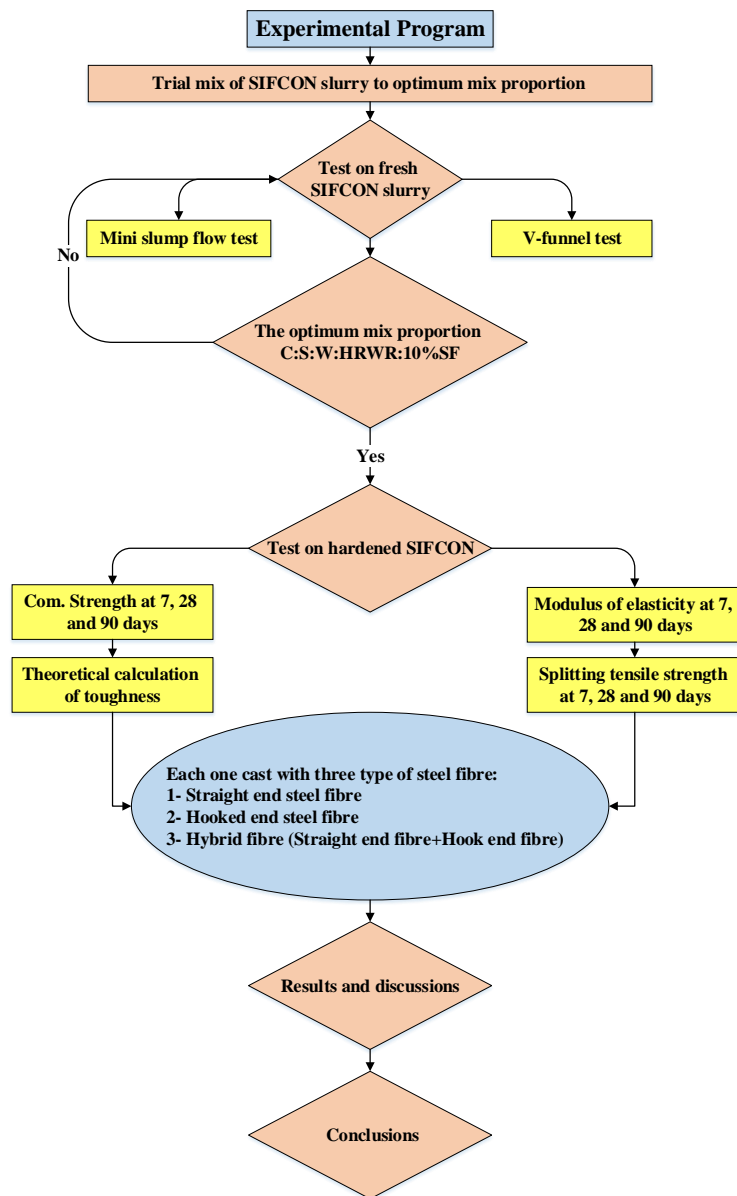 Experimental Program
Trial mix of SIFCON slurry to optimum mix proportion
Test on fresh
SIFCON slurry
Mini slump flow test
V-funnel test
No
The optimum mix proportion
C:S:W:HRWR:10%SF
Yes
Test on hardened SIFCON
Com. Strength at 7, 28
and 90 days
Modulus of elasticity at 7,
28 and 90 days
Theoretical calculation
of toughness
Splitting tensile strength
at 7, 28 and 90 days
Each one cast with three type of steel fibre:
1- Straight end steel fibre
2- Hooked end steel fibre
3- Hybrid fibre (Straight end fibre+Hook end fibre)
Results and discussions
Conclusions